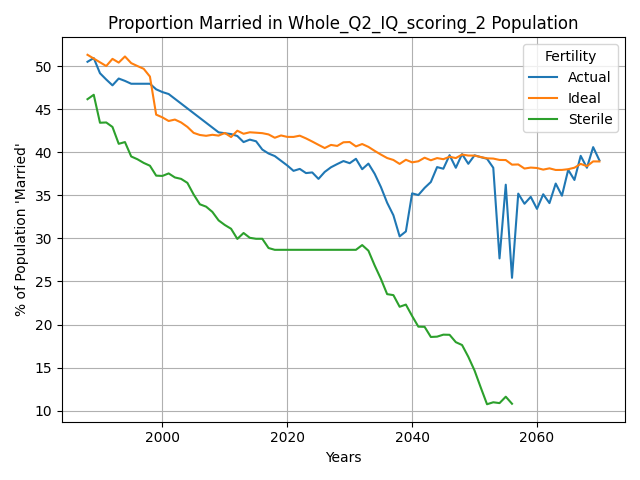 Proportion Married in Whole_Q2_IQ_scoring_2 Population
% of Population 'Married'
50
45
40
35
30
25
20
15
10
Fertility
Actual
Ideal
Sterile
2000
2020
2040
2060
Years